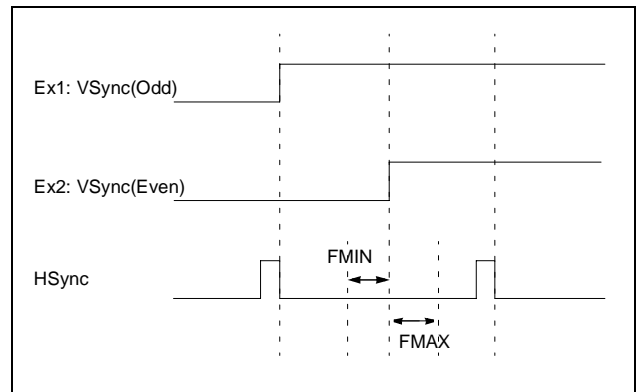 Ex1: VSync(Odd)
Ex2: VSync(Even)
FMIN
HSync
FMAX